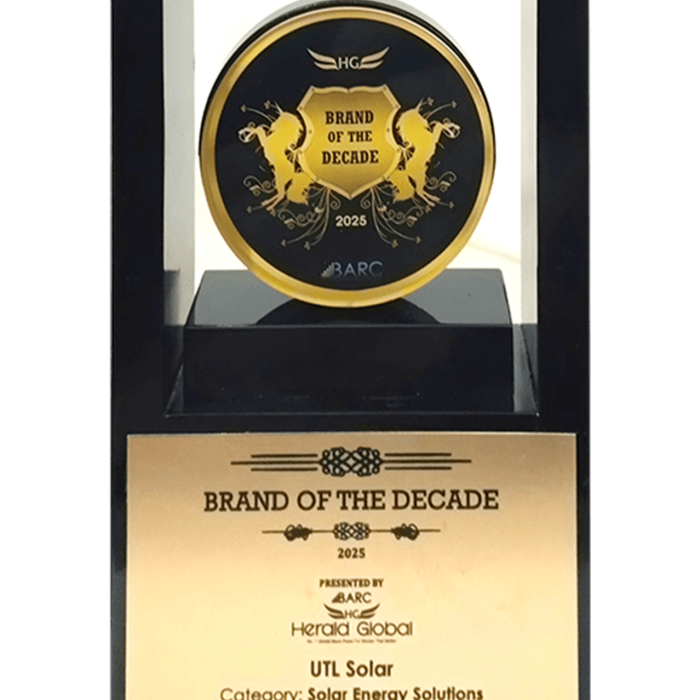 HG
BRAND
OF THE
DECADE
2025
BARC
BRAND OF THE DECADE
2025
PRESENTED BY
BARC
HG
Herald Global
UTL Solar
Category: Solar Energy Solutions